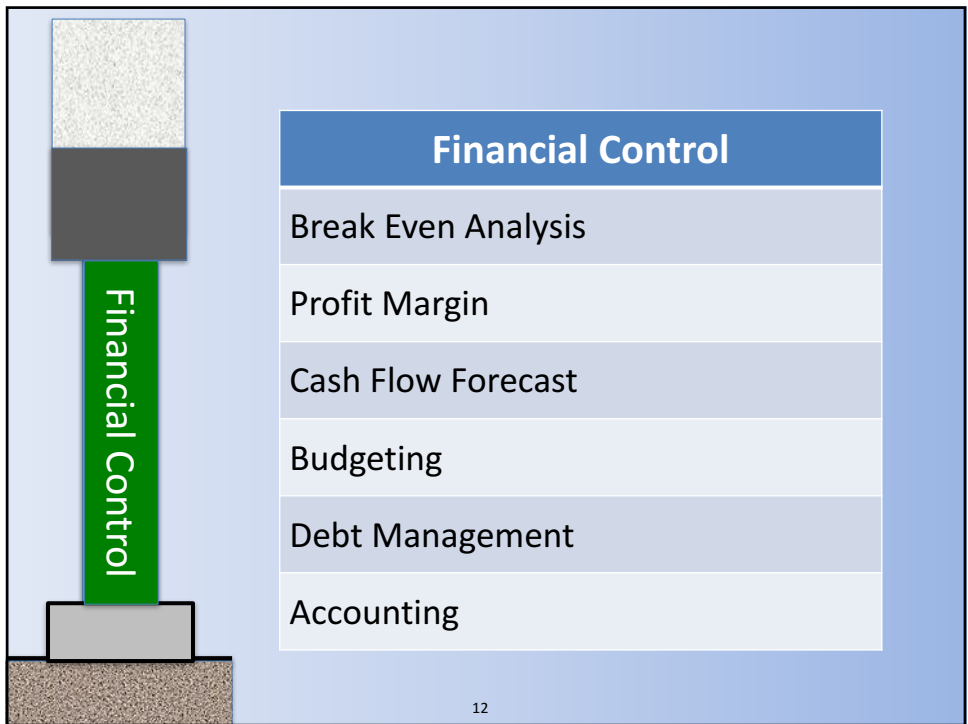 Financial Control
Financial Control
Break Even Analysis
Profit Margin
Cash Flow Forecast
Budgeting
Debt Management
Accounting
12